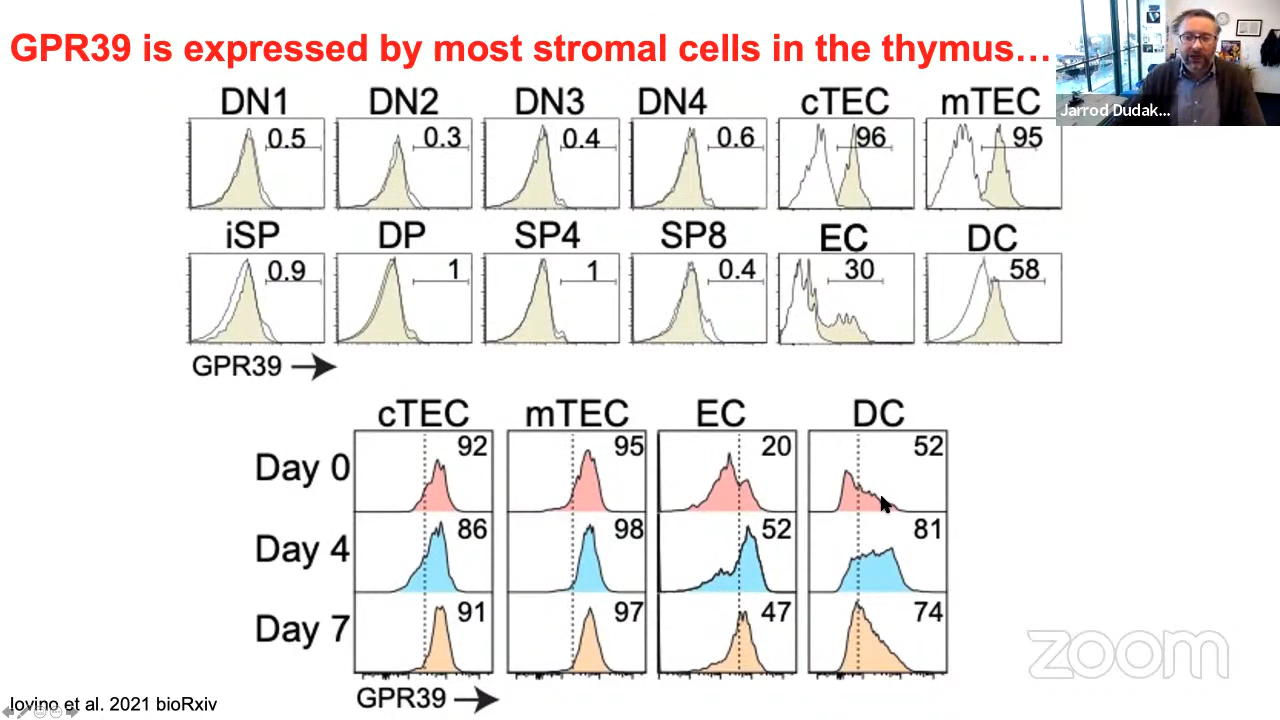 GPR39 is expressed by most stromal cells in the thymus…
Jarrod Dudak...
DN1 DN2 DN3 DN4 cTEC mTEC
0.5 0.3 0.4 0.6 96 95
iSP DP SP4 SP8 EC DC
0.9 1 1 0.4 30 58
GPR39
cTEC mTEC EC DC
Day 0 92 95 20 52
Day 4 86 98 52 81
Day 7 91 97 47 74
GPR39
zoom
Iovino et al. 2021 bioRxiv